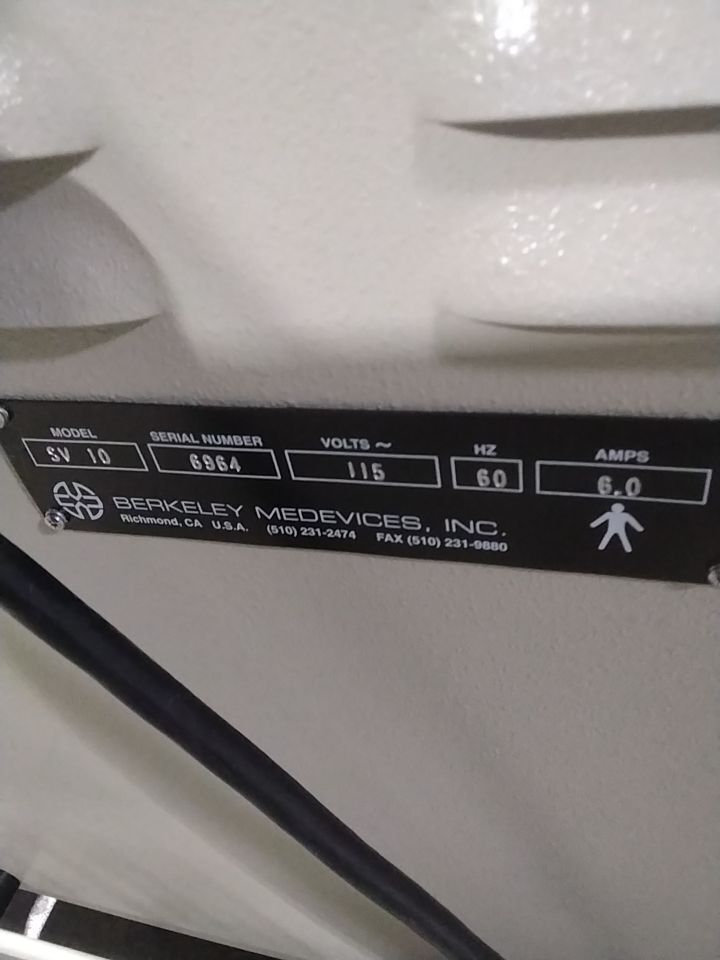 MODEL SERIAL NUMBER VOLTS ~ HZ AMPS
SV 10 6964 115 60 6.0
BERKELEY MEDEVICES, INC.
Richmond, CA U.S.A. (510) 231-2474 FAX (510) 231-9880